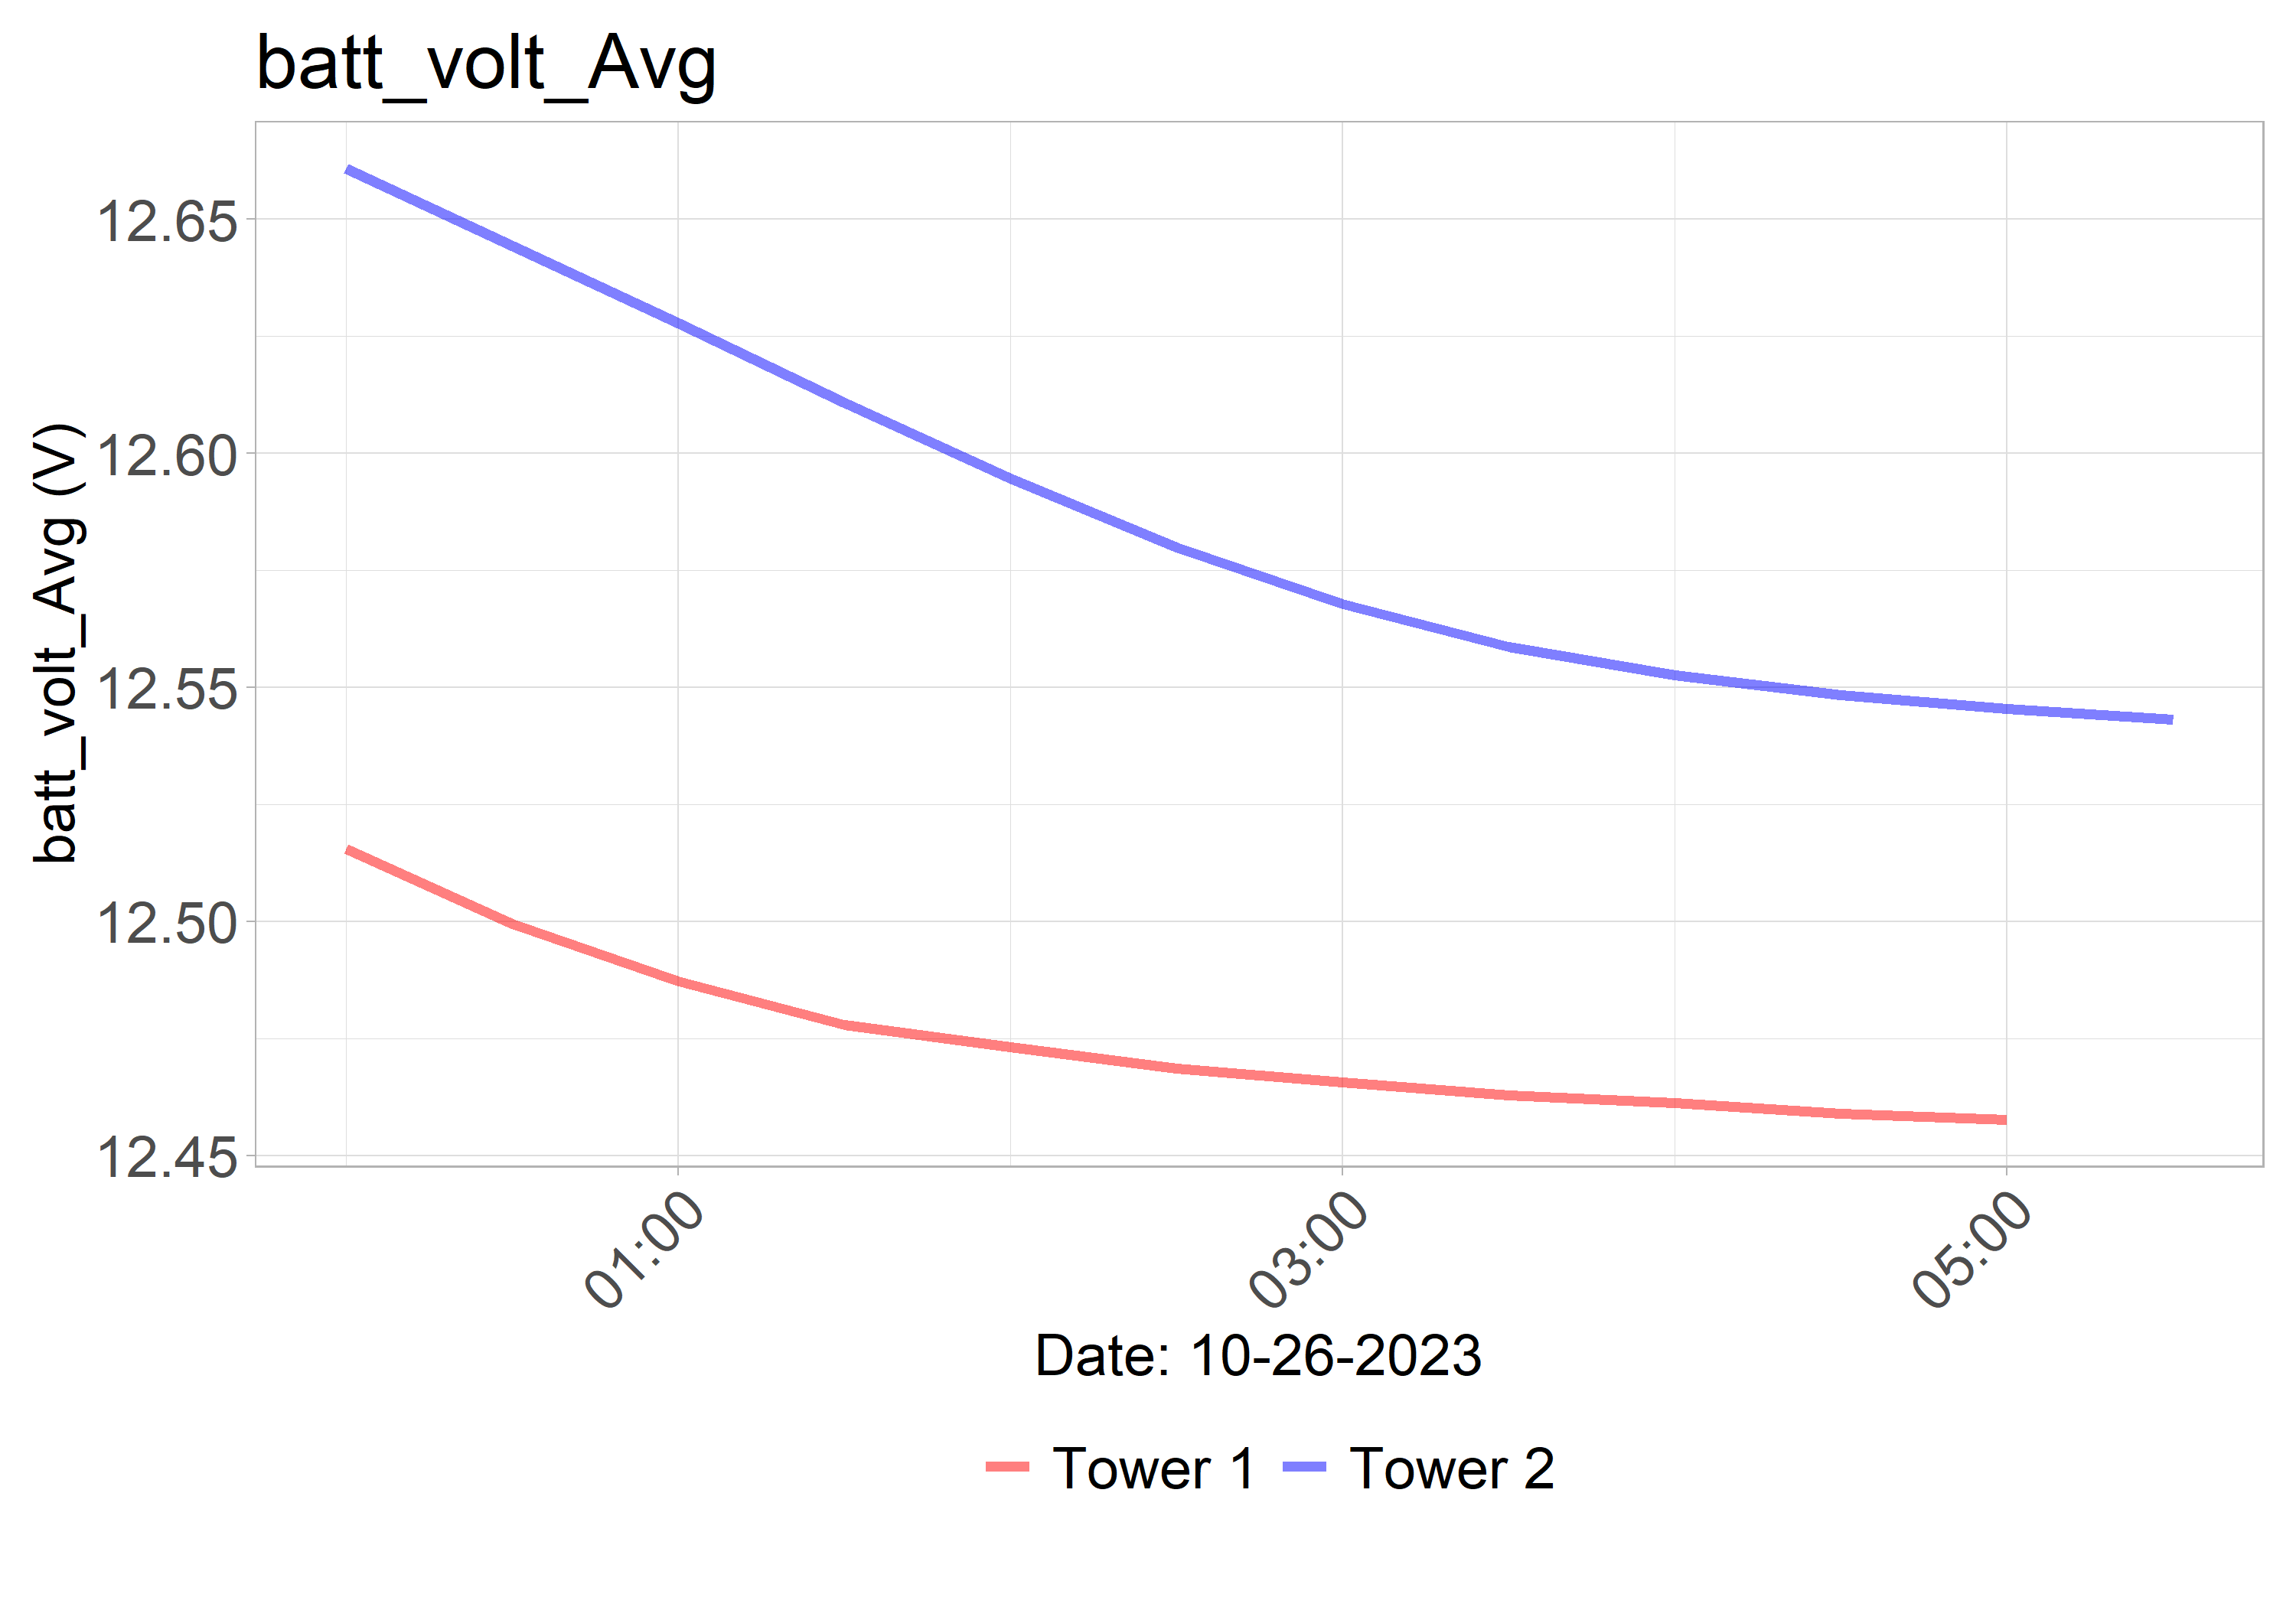 batt_volt_Avg
batt_volt_Avg (V)
12.65
12.60
12.55
12.50
12.45
01:00
03:00
05:00
Date: 10-26-2023
Tower 1
Tower 2